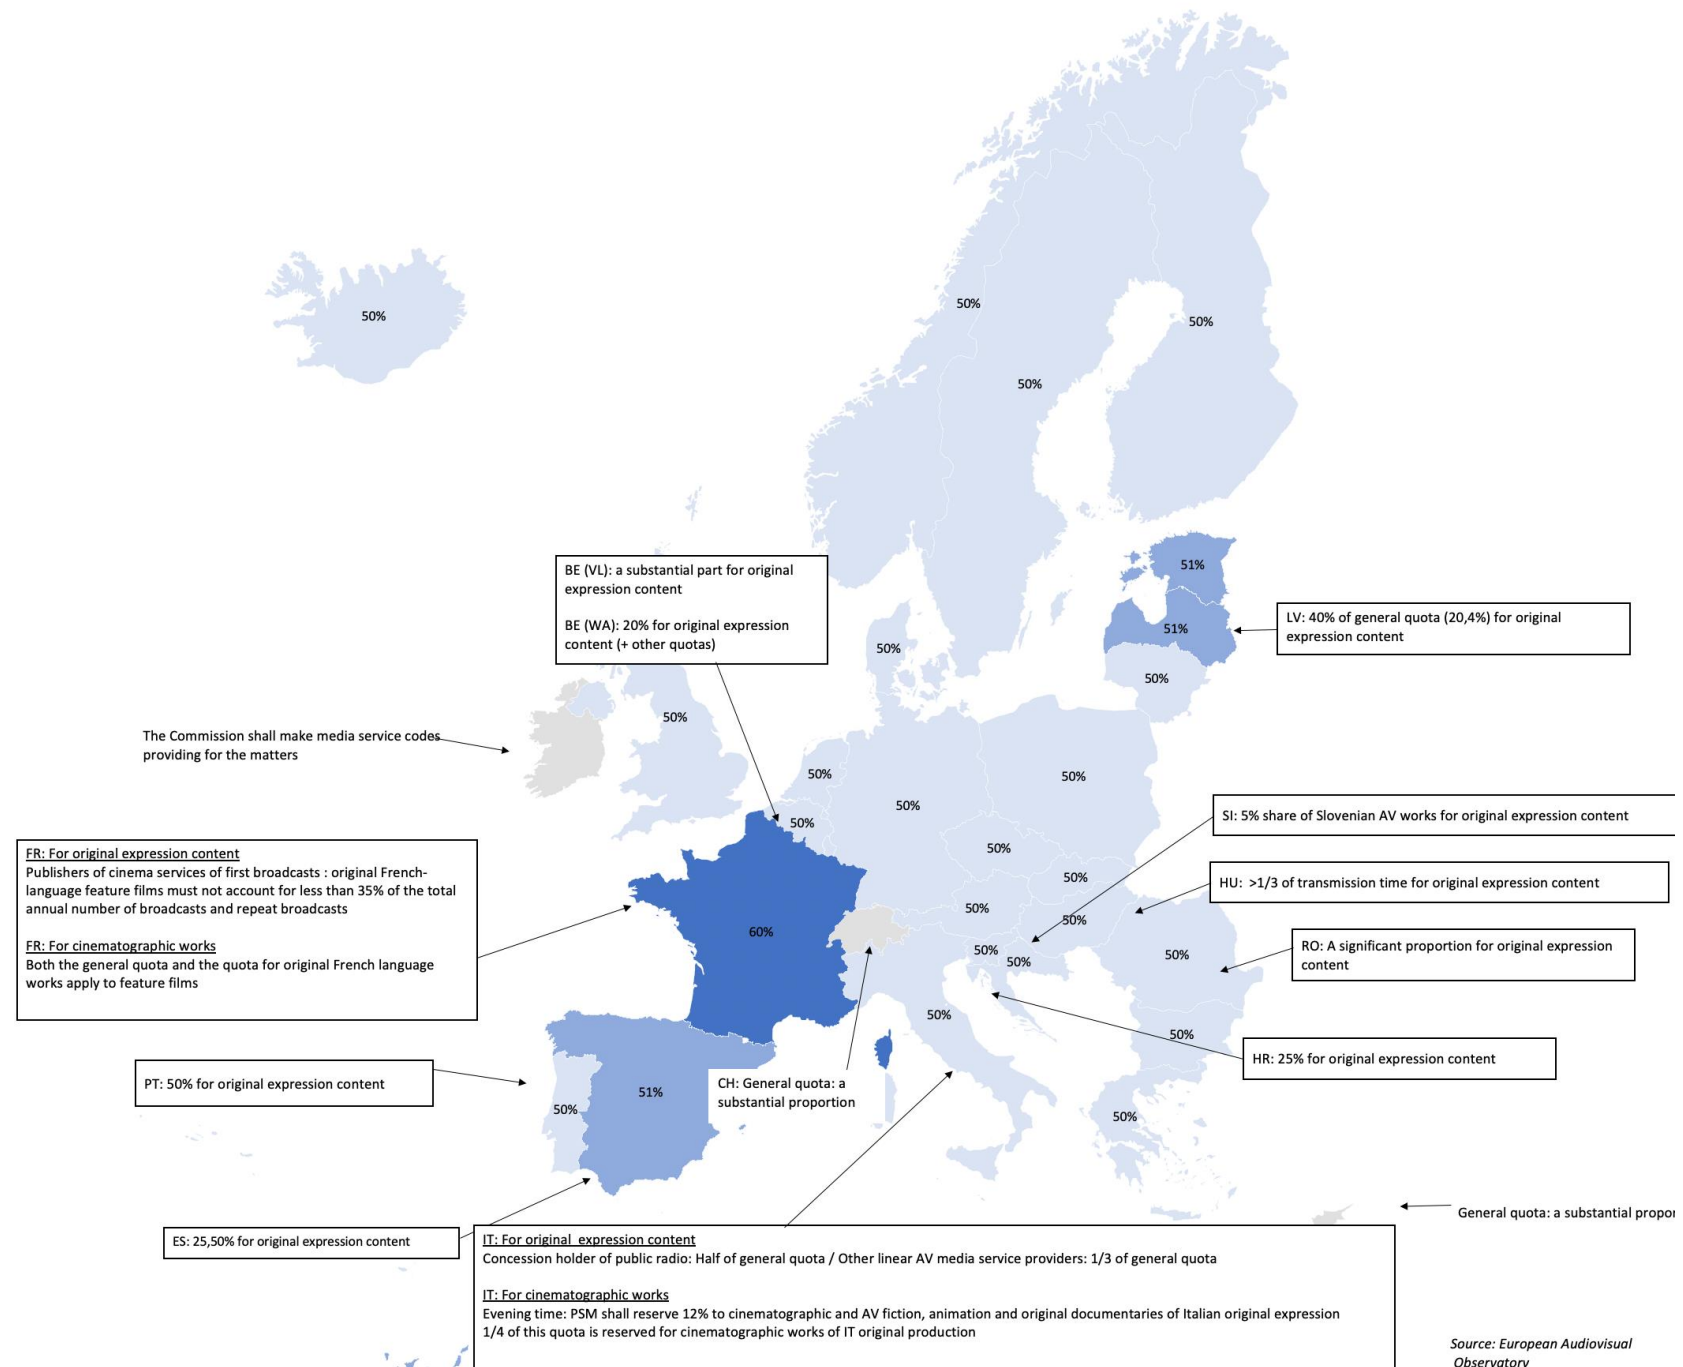 50%
50%
50%
50%
51%
BE (VL): a substantial part for original
expression content
BE (WA): 20% for original expression
content (+ other quotas)
LV: 40% of general quota (20,4%) for original
expression content
51%
50%
50%
50%
The Commission shall make media service codes
providing for the matters
50%
50%
50%
50%
SI: 5% share of Slovenian AV works for original expression content
50%
FR: For original expression content
Publishers of cinema services of first broadcasts : original French-
language feature films must not account for less than 35% of the total
annual number of broadcasts and repeat broadcasts
FR: For cinematographic works
Both the general quota and the quota for original French language
works apply to feature films
50%
50%
HU: >1/3 of transmission time for original expression content
50%
50%
60%
50%
50%
50%
RO: A significant proportion for original expression
content
50%
50%
HR: 25% for original expression content
PT: 50% for original expression content
CH: General quota: a
substantial proportion
51%
50%
50%
General quota: a substantial propor
ES: 25,50% for original expression content
IT: For original expression content
Concession holder of public radio: Half of general quota / Other linear AV media service providers: 1/3 of general quota
IT: For cinematographic works
Evening time: PSM shall reserve 12% to cinematographic and AV fiction, animation and original documentaries of Italian original expression
1/4 of this quota is reserved for cinematographic works of IT original production
Source: European Audiovisual
Observatory